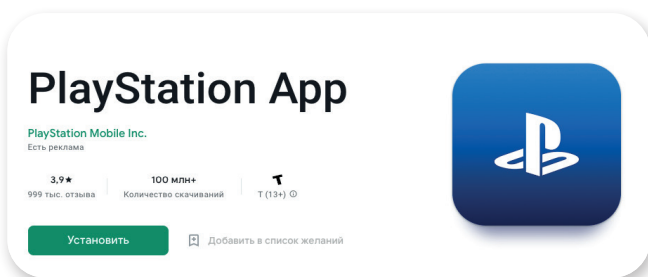 PlayStation App
PlayStation Mobile Inc.
Есть реклама
3,9★
999 тыс. отзыва
100 млн+
Количество скачиваний
T
T (13+)
Установить
Добавить в список желаний